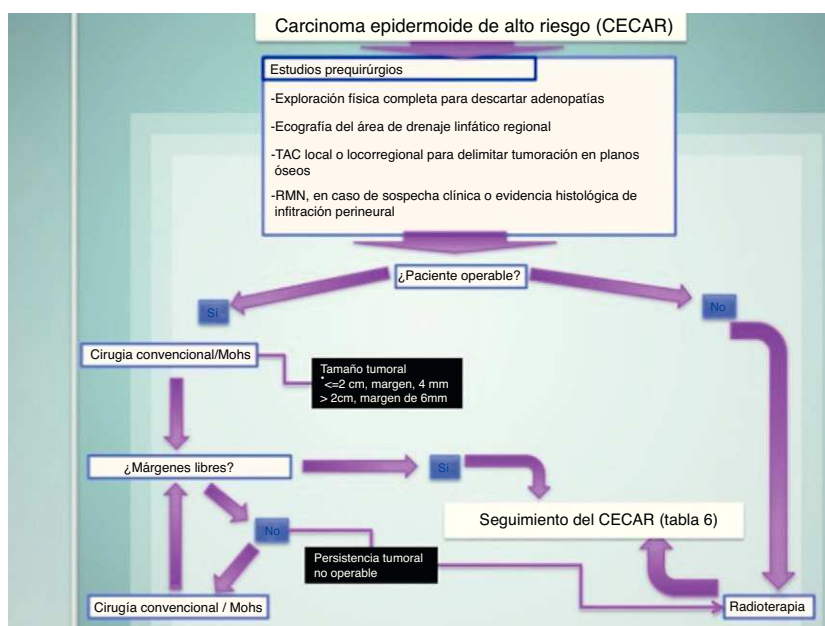 Carcinoma epidermoide de alto riesgo (CECAR)
Estudios prequirúrgios
-Exploración física completa para descartar adenopatías
-Ecografía del área de drenaje linfático regional
-TAC local o locorregional para delimitar tumoración en planos
óseos
-RMN, en caso de sospecha clínica o evidencia histológica de
infitración perineural
¿Paciente operable?
Sí
No
Cirugia convencional/Mohs
Tamaño tumoral
*<=2 cm, margen, 4 mm
> 2cm, margen de 6mm
¿Márgenes libres?
Sí
Seguimiento del CECAR (tabla 6)
No
Persistencia tumoral
no operable
Cirugía convencional / Mohs
Radioterapia